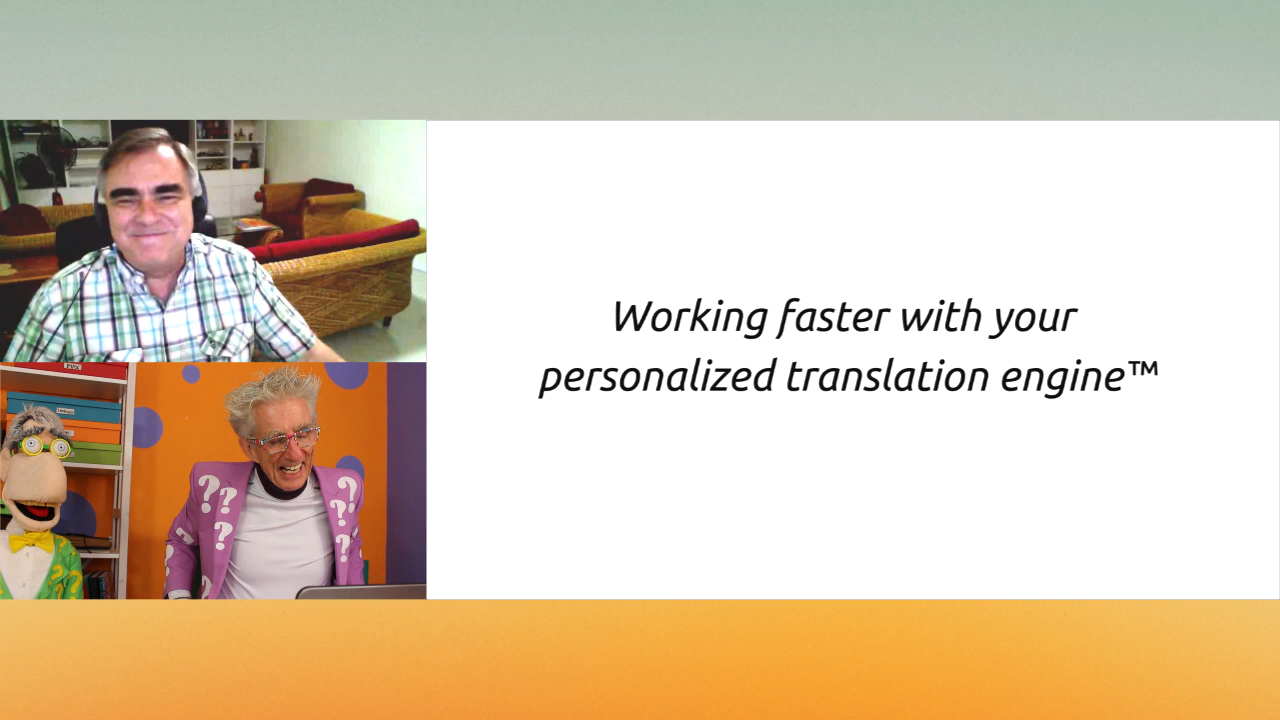 Working faster with your
personalized translation engine™
? ? ? ? ? ?